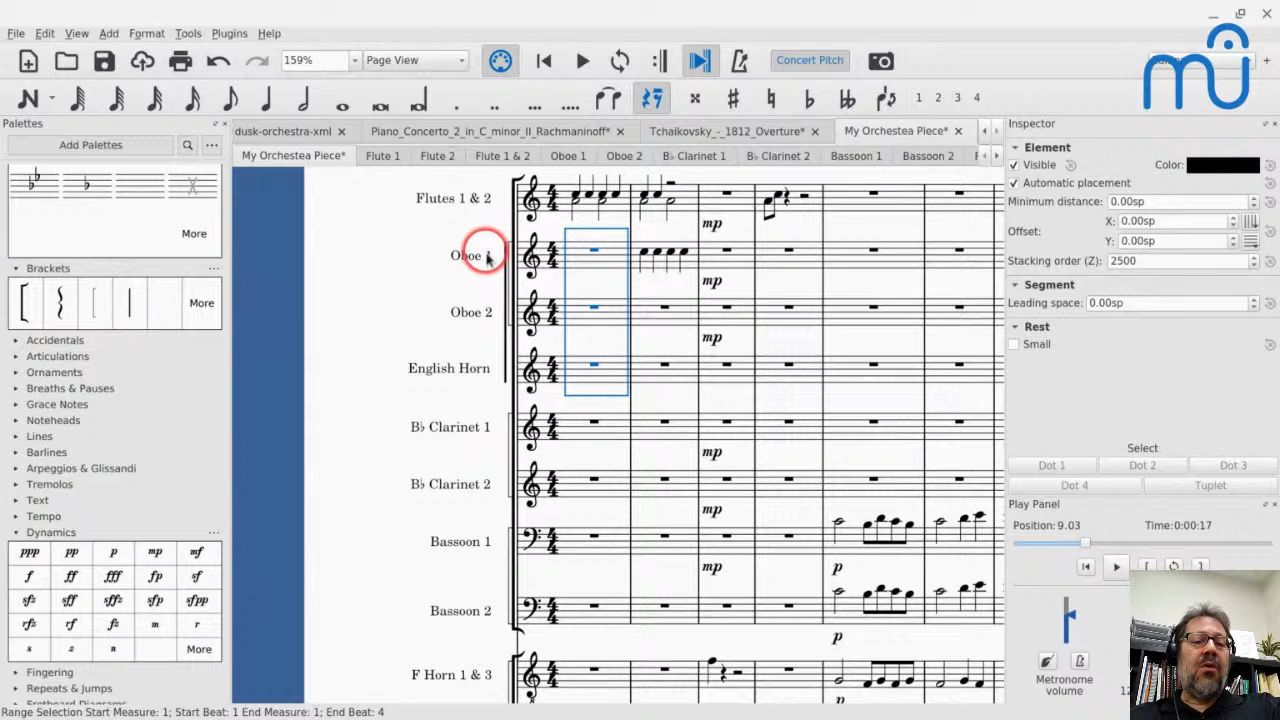 File Edit View Add Format Tools Plugins Help
159% Page View Concert Pitch
1 2 3 4
Palettes
Add Palettes
More
Brackets
More
Accidentals
Articulations
Ornaments
Breaths & Pauses
Grace Notes
Noteheads
Lines
Barlines
Arpeggios & Glissandi
Tremolos
Text
Tempo
Dynamics
ppp pp p mp mf
f ff fff fp sf
sfz sff sffz sfp sfpp
rfz rf fz m r
s z n More
Fingering
Repeats & Jumps
dusk-orchestra-xml Piano_Concerto_2_in_C_minor_II_Rachmaninoff* Tchaikovsky_-_1812_Overture* My Orchestea Piece*
My Orchestea Piece* Flute 1 Flute 2 Flute 1 & 2 Oboe 1 Oboe 2 B♭ Clarinet 1 B♭ Clarinet 2 Bassoon 1 Bassoon 2
Flutes 1 & 2
mp
Oboe 1
mp
Oboe 2
mp
English Horn
B♭ Clarinet 1
mp
B♭ Clarinet 2
mp
Bassoon 1
mp p
Bassoon 2
p
F Horn 1 & 3
Inspector
Element
Visible Color:
Automatic placement
Minimum distance: 0.00sp
Offset: X: 0.00sp
Y: 0.00sp
Stacking order (Z): 2500
Segment
Leading space: 0.00sp
Rest
Small
Select
Dot 1 Dot 2 Dot 3
Dot 4 Tuplet
Play Panel
Position: 9.03 Time:0:00:17
Metronome
volume
Range Selection Start Measure: 1; Start Beat: 1 End Measure: 1; End Beat: 4